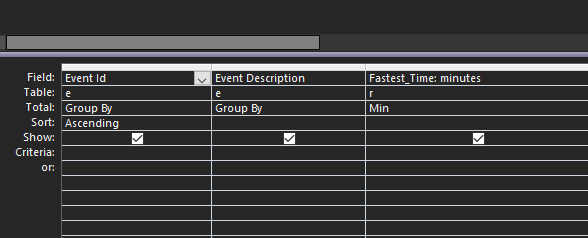 Field: Event Id Event Description Fastest_Time: minutes
Table: e e r
Total: Group By Group By Min
Sort: Ascending
Show:
Criteria:
or: